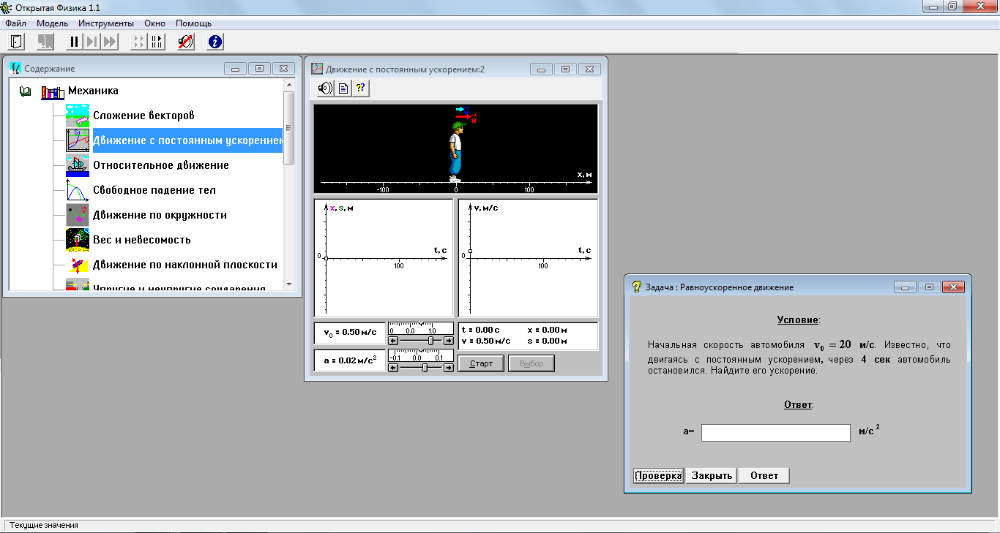 Открытая Физика 1.1
Файл Модель Инструменты Окно Помощь
Содержание
Механика
Сложение векторов
Движение с постоянным ускорением
Относительное движение
Свободное падение тел
Движение по окружности
Вес и невесомость
Движение по наклонной плоскости
Упругие и неупругие соударения
Движение с постоянным ускорением:2
v
a
x, м
-100 0 100
x, s, м
t, c
0
100
v, м/с
t, c
0
100
v₀ = 0.50 м/с
0 0.0 1.0
a = 0.02 м/с²
-0.1 0.0 0.1
t = 0.00 с x = 0.00 м
v = 0.50 м/с s = 0.00 м
Старт Выбор
Задача : Равноускоренное движение
Условие:
Начальная скорость автомобиля v₀ = 20 м/с. Известно, что
двигаясь с постоянным ускорением, через 4 сек автомобиль
остановился. Найдите его ускорение.
Ответ:
a= м/с²
Проверка Закрыть Ответ
Текущие значения